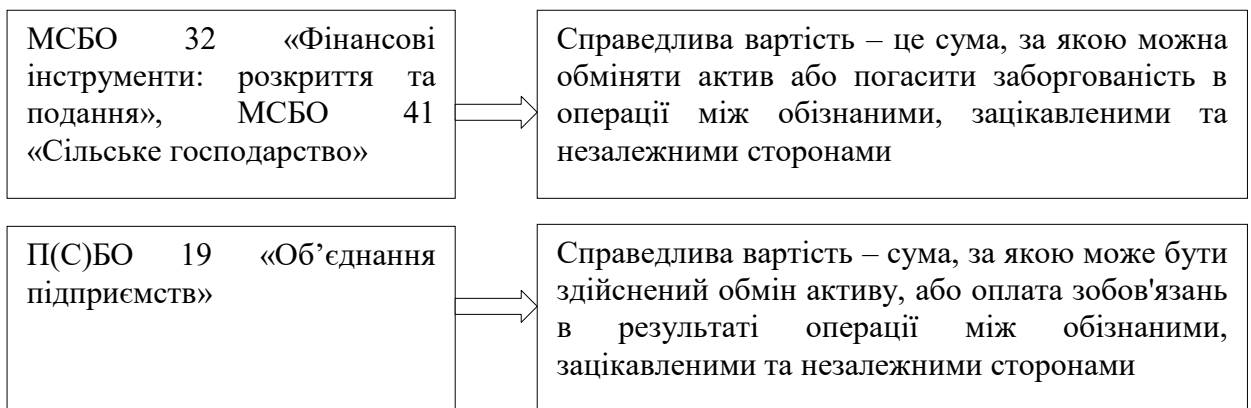 МСБО 32 «Фінансові
інструменти: розкриття та
подання», МСБО 41
«Сільське господарство»
Справедлива вартість – це сума, за якою можна
обміняти актив або погасити заборгованість в
операції між обізнаними, зацікавленими та
незалежними сторонами
П(С)БО 19 «Об’єднання
підприємств»
Справедлива вартість – сума, за якою може бути
здійснений обмін активу, або оплата зобов'язань
в результаті операції між обізнаними,
зацікавленими та незалежними сторонами